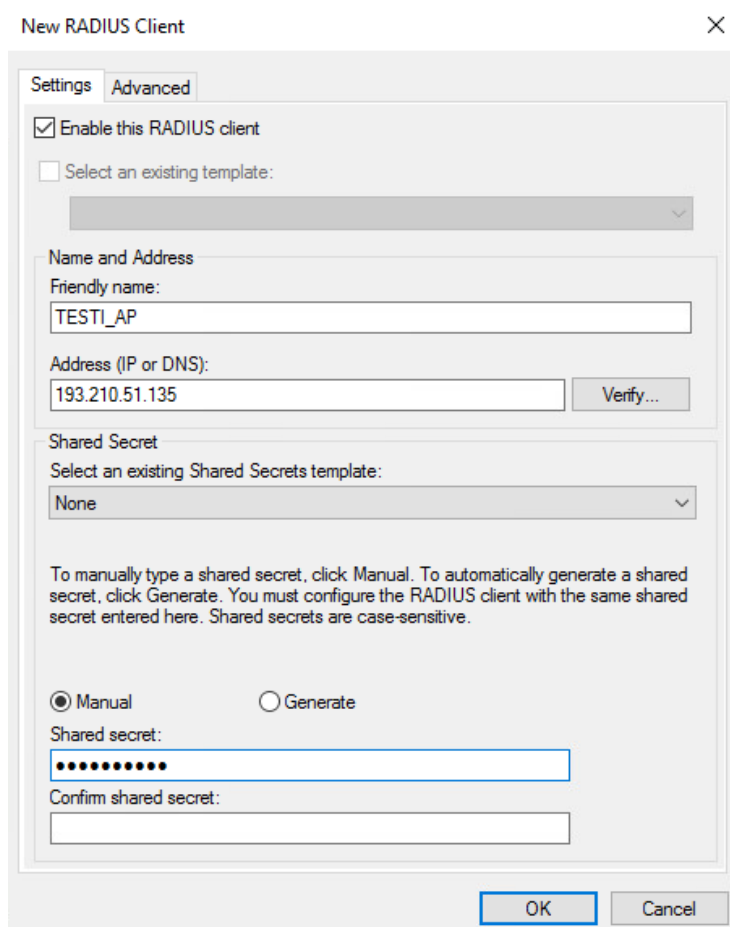 New RADIUS Client
Settings Advanced
Enable this RADIUS client
Select an existing template:
Name and Address
Friendly name:
TESTI_AP
Address (IP or DNS):
193.210.51.135 Verify...
Shared Secret
Select an existing Shared Secrets template:
None
To manually type a shared secret, click Manual. To automatically generate a shared
secret, click Generate. You must configure the RADIUS client with the same shared
secret entered here. Shared secrets are case-sensitive.
Manual Generate
Shared secret:
●●●●●●●●●●
Confirm shared secret:
OK Cancel